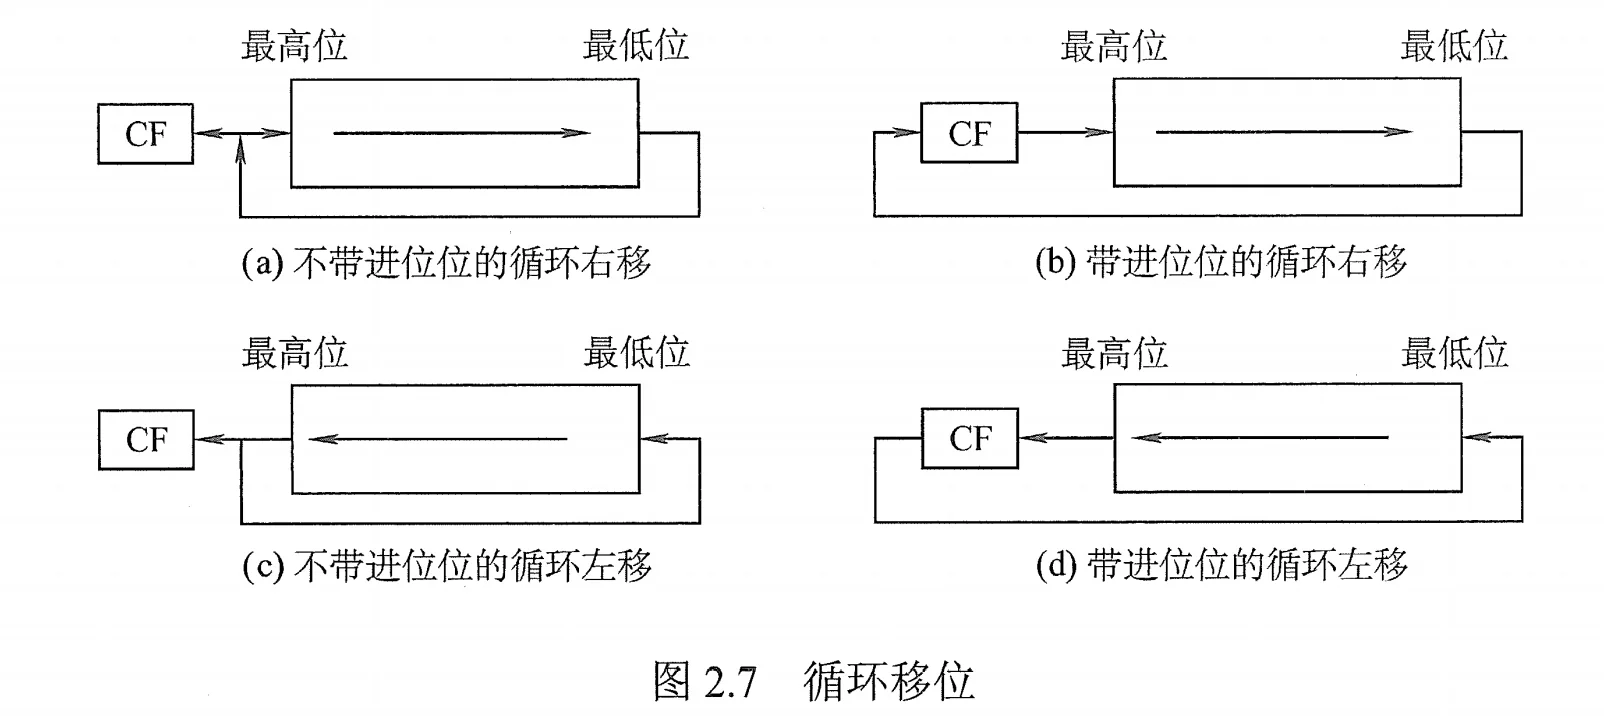 最高位 最低位 最高位 最低位
CF CF
(a) 不带进位位的循环右移 (b) 带进位位的循环右移
最高位 最低位 最高位 最低位
CF CF
(c) 不带进位位的循环左移 (d) 带进位位的循环左移
图 2.7 循环移位